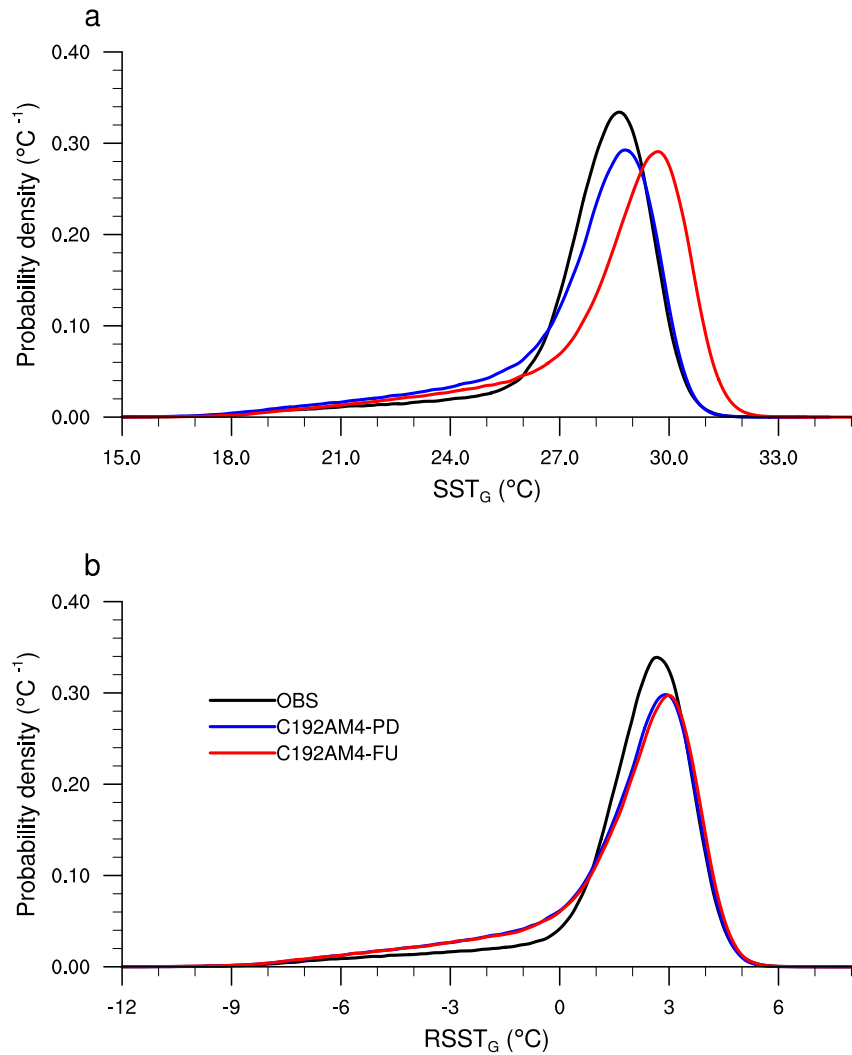 a
0.40
0.30
0.20
0.10
0.00
Probability density (°C⁻¹)
15.0 18.0 21.0 24.0 27.0 30.0 33.0
SST_G (°C)
b
0.40
0.30
0.20
0.10
0.00
Probability density (°C⁻¹)
OBS
C192AM4-PD
C192AM4-FU
-12 -9 -6 -3 0 3 6
RSST_G (°C)